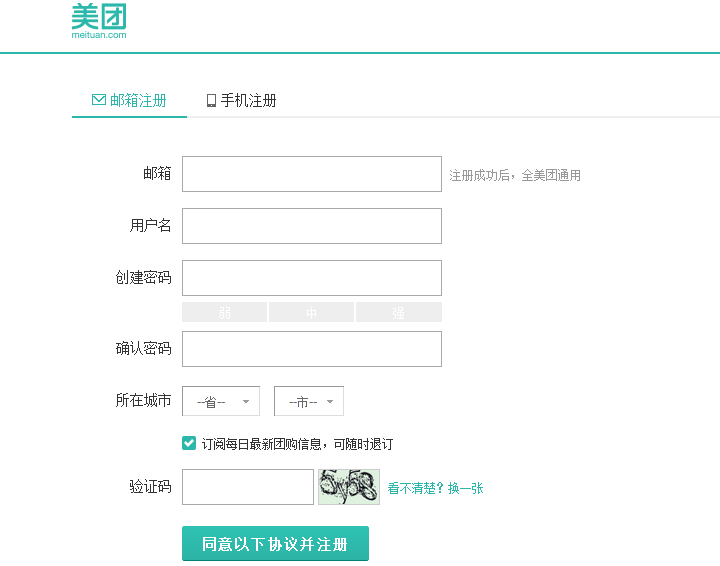 美团
meituan.com
邮箱注册 手机注册
邮箱 注册成功后，全美团通用
用户名
创建密码
弱 中 强
确认密码
所在城市 --省-- --市--
订阅每日最新团购信息，可随时退订
验证码 5y58 看不清楚？换一张
同意以下协议并注册